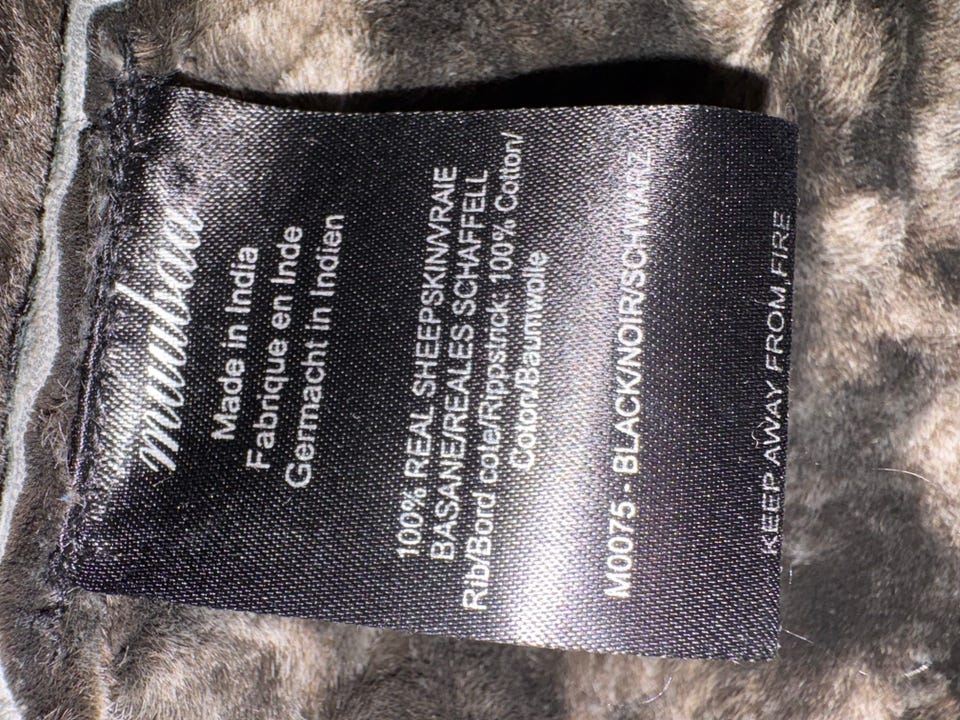 muubaa
Made in India
Fabrique en Inde
Germacht in Indien
100% REAL SHEEPSKIN/VRAIE
BASANE/REALES SCHAFFELL
Rib/Bord cote/Rippstrick. 100% Cotton/
Coton/Baumwolle
M0075 - BLACK/NOIR/SCHWARZ
KEEP AWAY FROM FIRE